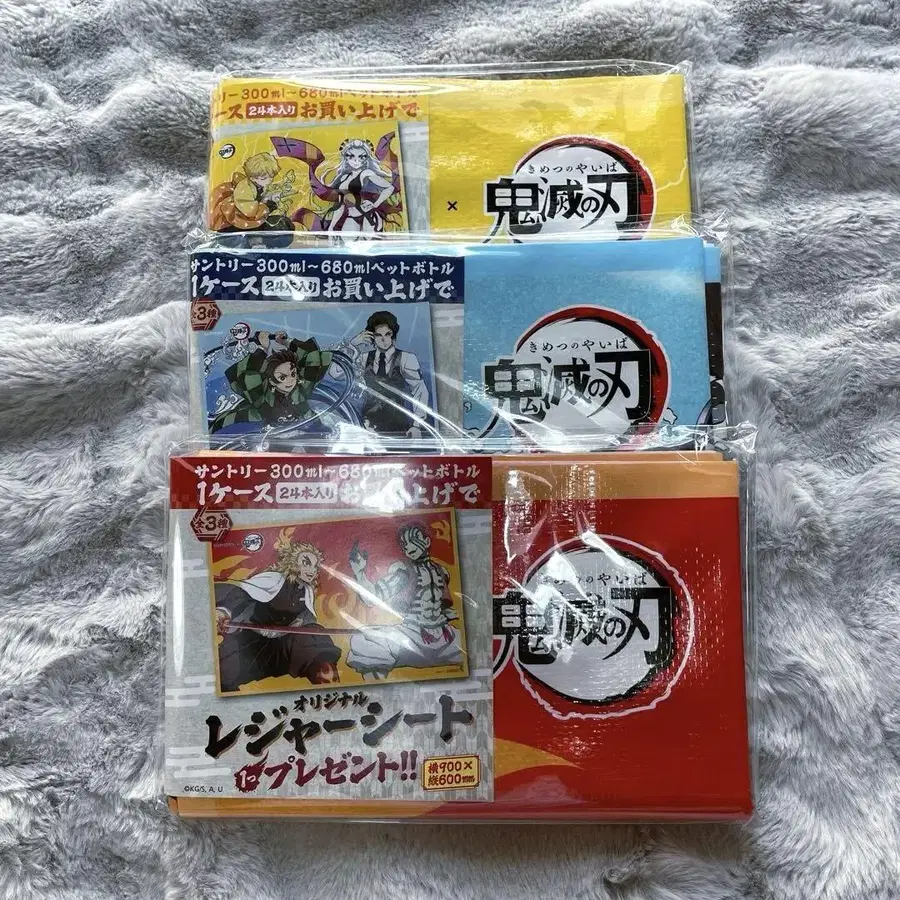 サントリー300ml〜680mlペットボトル
ケース 24本入り お買い上げで
×
きめつのやいば
鬼滅の刃
サントリー300ml〜680mlペットボトル
1ケース 24本入り お買い上げで
全3種
きめつのやいば
鬼滅の刃
サントリー300ml〜680mlペットボトル
1ケース 24本入り お買い上げで
全3種
きめつのやいば
鬼滅の刃
オリジナル
レジャーシート
1コプレゼント!!
横900×
縦600mm
©KG/S, A, U